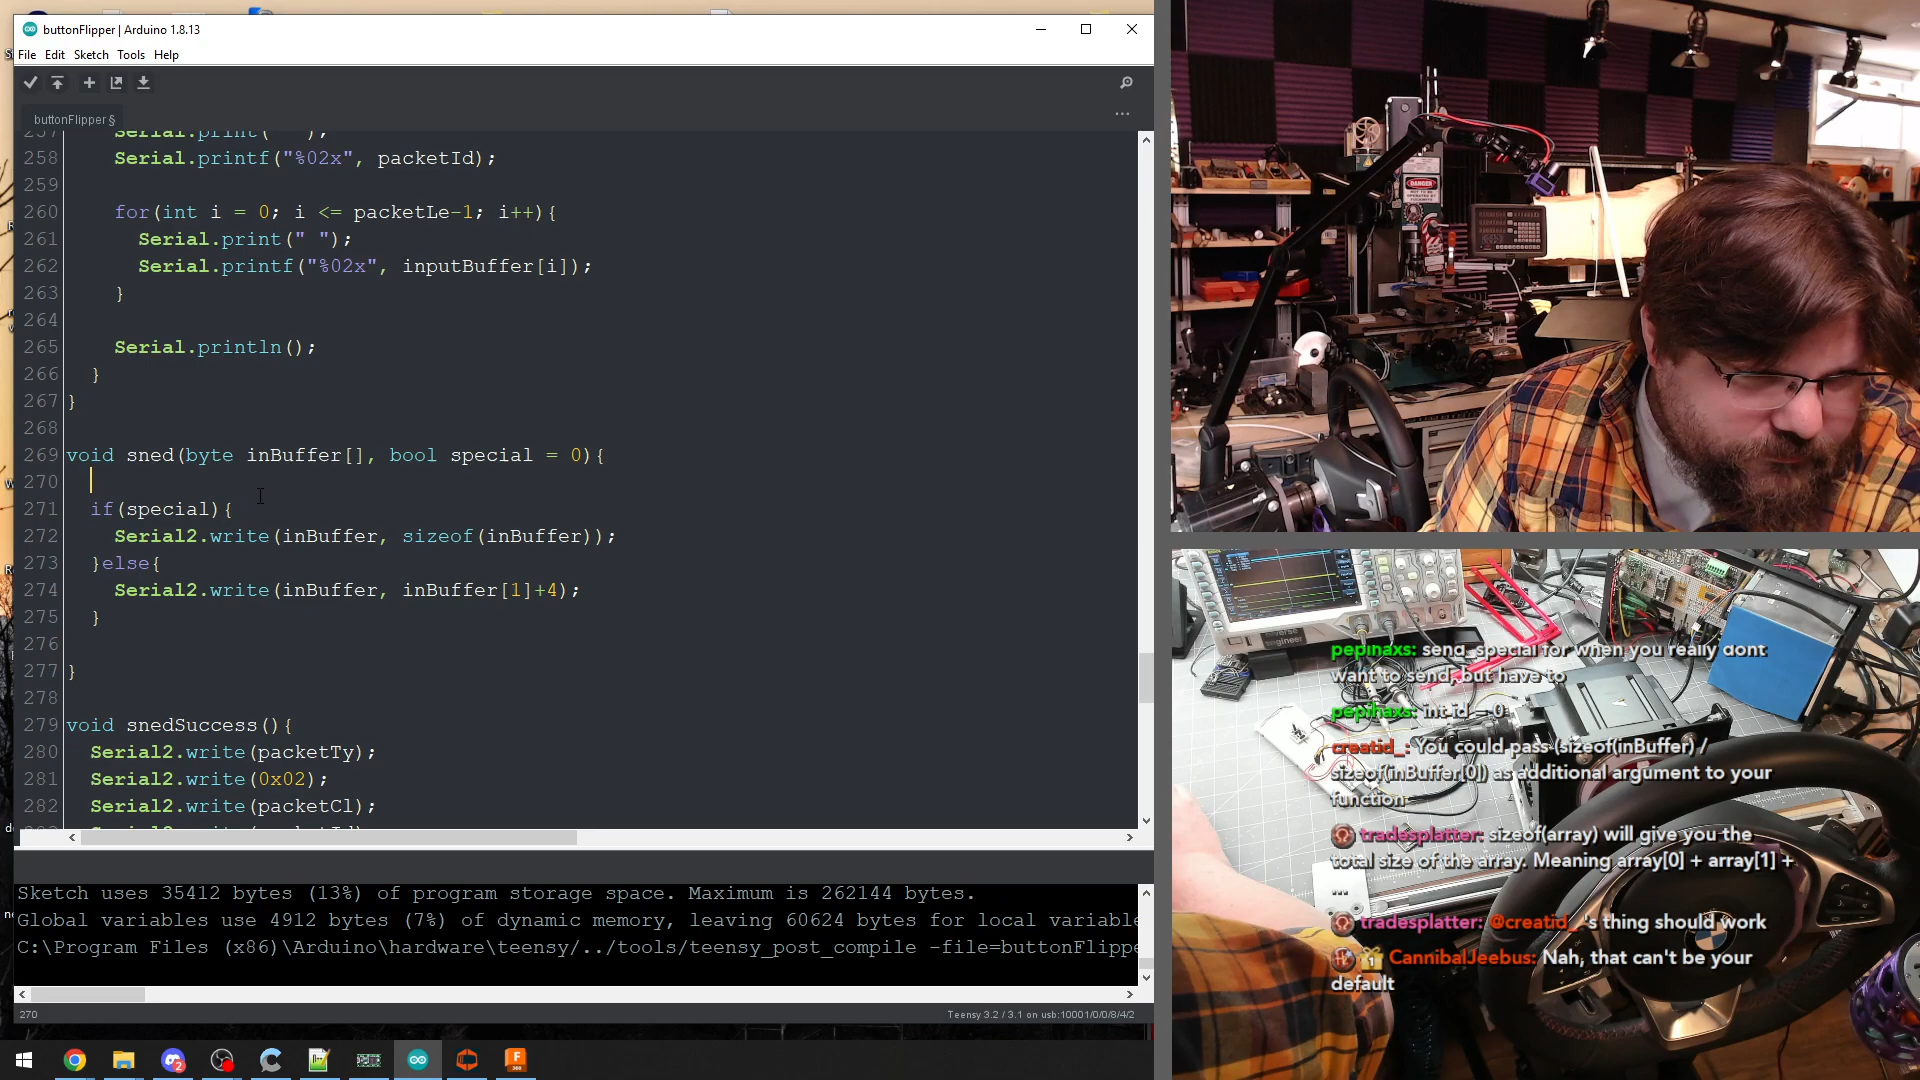 buttonFlipper | Arduino 1.8.13
File Edit Sketch Tools Help
buttonFlipper §
257 Serial.print(" ");
258 Serial.printf("%02x", packetId);
259
260 for(int i = 0; i <= packetLe-1; i++){
261 Serial.print(" ");
262 Serial.printf("%02x", inputBuffer[i]);
263 }
264
265 Serial.println();
266 }
267 }
268
269 void sned(byte inBuffer[], bool special = 0){
270
271 if(special){
272 Serial2.write(inBuffer, sizeof(inBuffer));
273 }else{
274 Serial2.write(inBuffer, inBuffer[1]+4);
275 }
276
277 }
278
279 void snedSuccess(){
280 Serial2.write(packetTy);
281 Serial2.write(0x02);
282 Serial2.write(packetCl);
Sketch uses 35412 bytes (13%) of program storage space. Maximum is 262144 bytes.
Global variables use 4912 bytes (7%) of dynamic memory, leaving 60624 bytes for local variable
C:\Program Files (x86)\Arduino\hardware\teensy/../tools/teensy_post_compile -file=buttonFlippe
270
Teensy 3.2 / 3.1 on usb:10001/0/0/8/4/2
DANGER
pepihaxs: send_special for when you really dont
want to send, but have to
pepihaxs: int id = 0
creatid_: You could pass (sizeof(inBuffer) /
sizeof(inBuffer[0]) as additional argument to your
function
tradesplatter: sizeof(array) will give you the
total size of the array. Meaning array[0] + array[1] +
...
tradesplatter: @creatid_ 's thing should work
CannibalJeebus: Nah, that can't be your
default